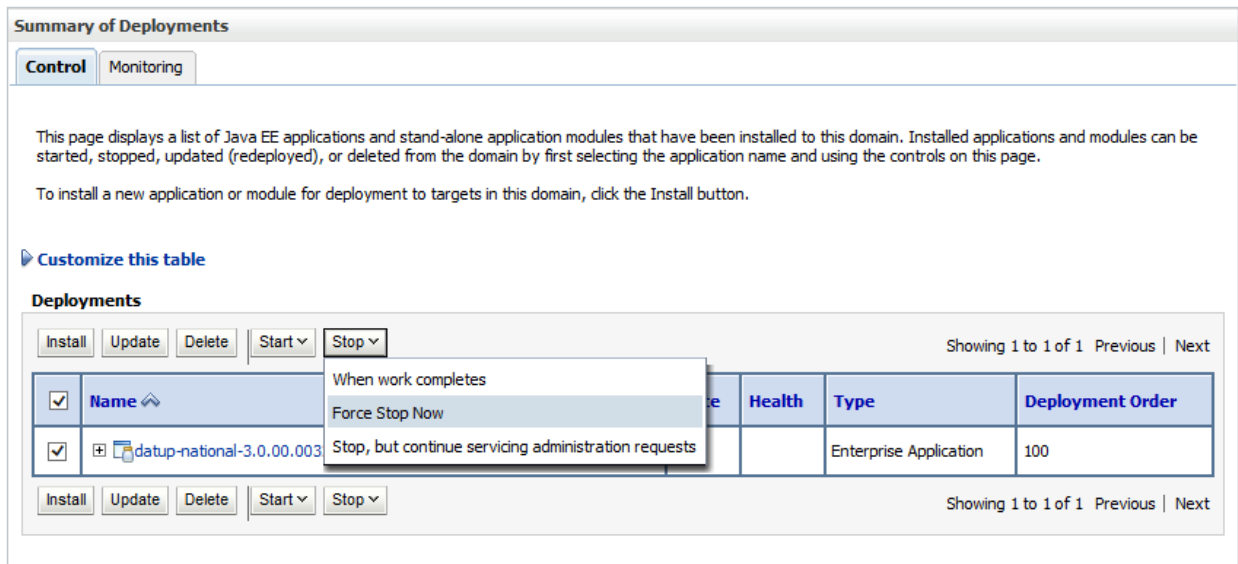 Summary of Deployments
Control Monitoring
This page displays a list of Java EE applications and stand-alone application modules that have been installed to this domain. Installed applications and modules can be
started, stopped, updated (redeployed), or deleted from the domain by first selecting the application name and using the controls on this page.
To install a new application or module for deployment to targets in this domain, click the Install button.
Customize this table
Deployments
Install Update Delete Start Stop Showing 1 to 1 of 1 Previous | Next
When work completes
Name Force Stop Now Health Type Deployment Order
datup-national-3.0.00.003 Stop, but continue servicing administration requests Enterprise Application 100
Install Update Delete Start Stop Showing 1 to 1 of 1 Previous | Next